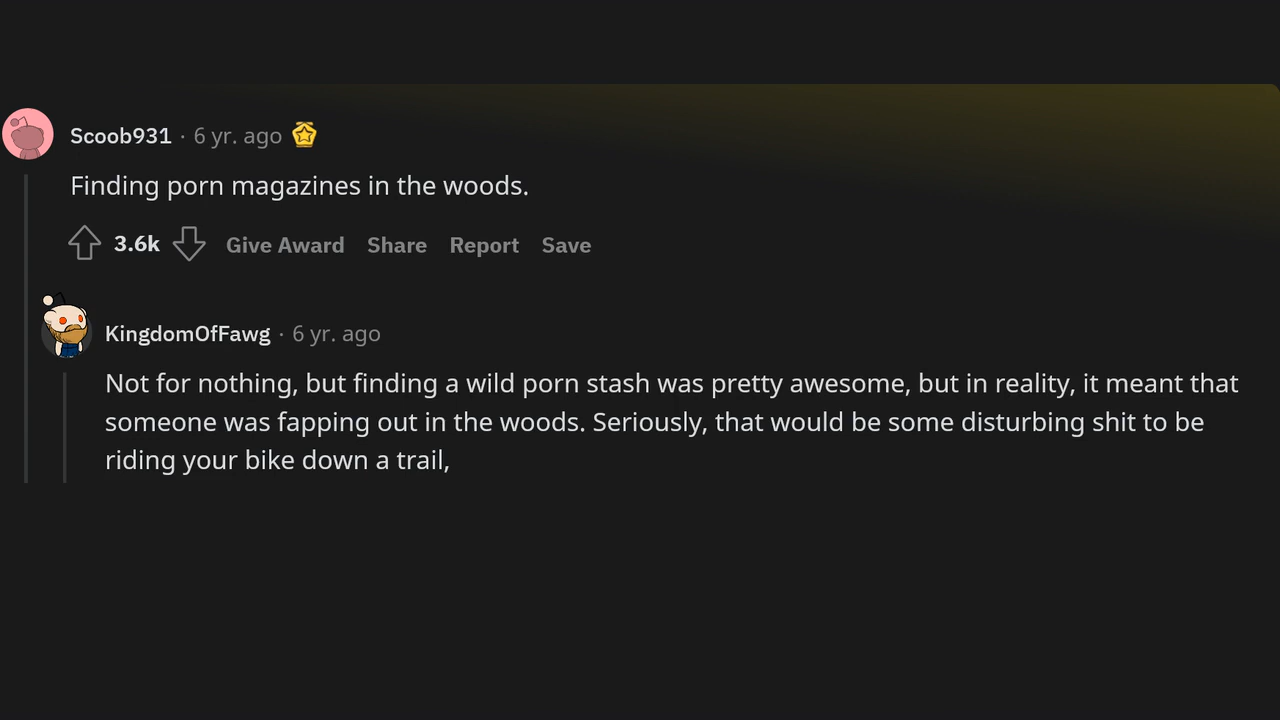 Scoob931 · 6 yr. ago
Finding porn magazines in the woods.
3.6k Give Award Share Report Save
KingdomOfFawg · 6 yr. ago
Not for nothing, but finding a wild porn stash was pretty awesome, but in reality, it meant that
someone was fapping out in the woods. Seriously, that would be some disturbing shit to be
riding your bike down a trail,